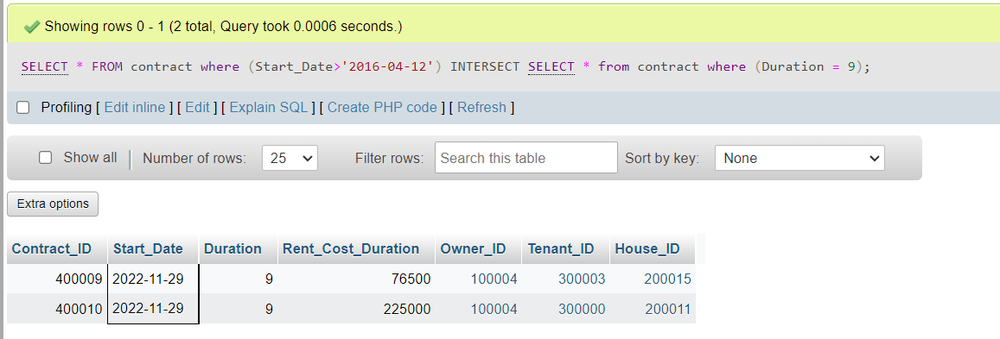 Showing rows 0 - 1 (2 total, Query took 0.0006 seconds.)
SELECT * FROM contract where (Start_Date>'2016-04-12') INTERSECT SELECT * from contract where (Duration = 9);
Profiling [ Edit inline ] [ Edit ] [ Explain SQL ] [ Create PHP code ] [ Refresh ]
Show all | Number of rows: 25 Filter rows: Search this table Sort by key: None
Extra options
Contract_ID Start_Date Duration Rent_Cost_Duration Owner_ID Tenant_ID House_ID
400009 2022-11-29 9 76500 100004 300003 200015
400010 2022-11-29 9 225000 100004 300000 200011